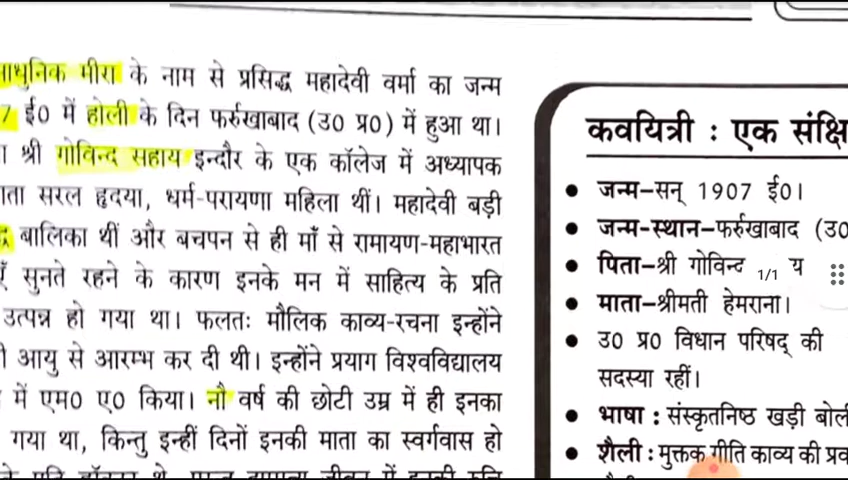 आधुनिक मीरा के नाम से प्रसिद्ध महादेवी वर्मा का जन्म
7 ई0 में होली के दिन फर्रुखाबाद (उ0 प्र0) में हुआ था।
श्री गोविन्द सहाय इन्दौर के एक कॉलेज में अध्यापक
सरल हृदया, धर्म-परायणा महिला थीं। महादेवी बड़ी
बालिका थीं और बचपन से ही माँ से रामायण-महाभारत
सुनते रहने के कारण इनके मन में साहित्य के प्रति
उत्पन्न हो गया था। फलतः मौलिक काव्य-रचना इन्होंने
आयु से आरम्भ कर दी थी। इन्होंने प्रयाग विश्वविद्यालय
में एम0 ए0 किया। नौ वर्ष की छोटी उम्र में ही इनका
गया था, किन्तु इन्हीं दिनों इनकी माता का स्वर्गवास हो
कवयित्री : एक संक्षि
• जन्म–सन् 1907 ई0।
• जन्म-स्थान–फर्रुखाबाद (उ0
• पिता–श्री गोविन्द य
1/1
• माता–श्रीमती हेमराना।
• उ0 प्र0 विधान परिषद् की
सदस्या रहीं।
• भाषा : संस्कृतनिष्ठ खड़ी बोली
• शैली : मुक्तक गीति काव्य की प्रव